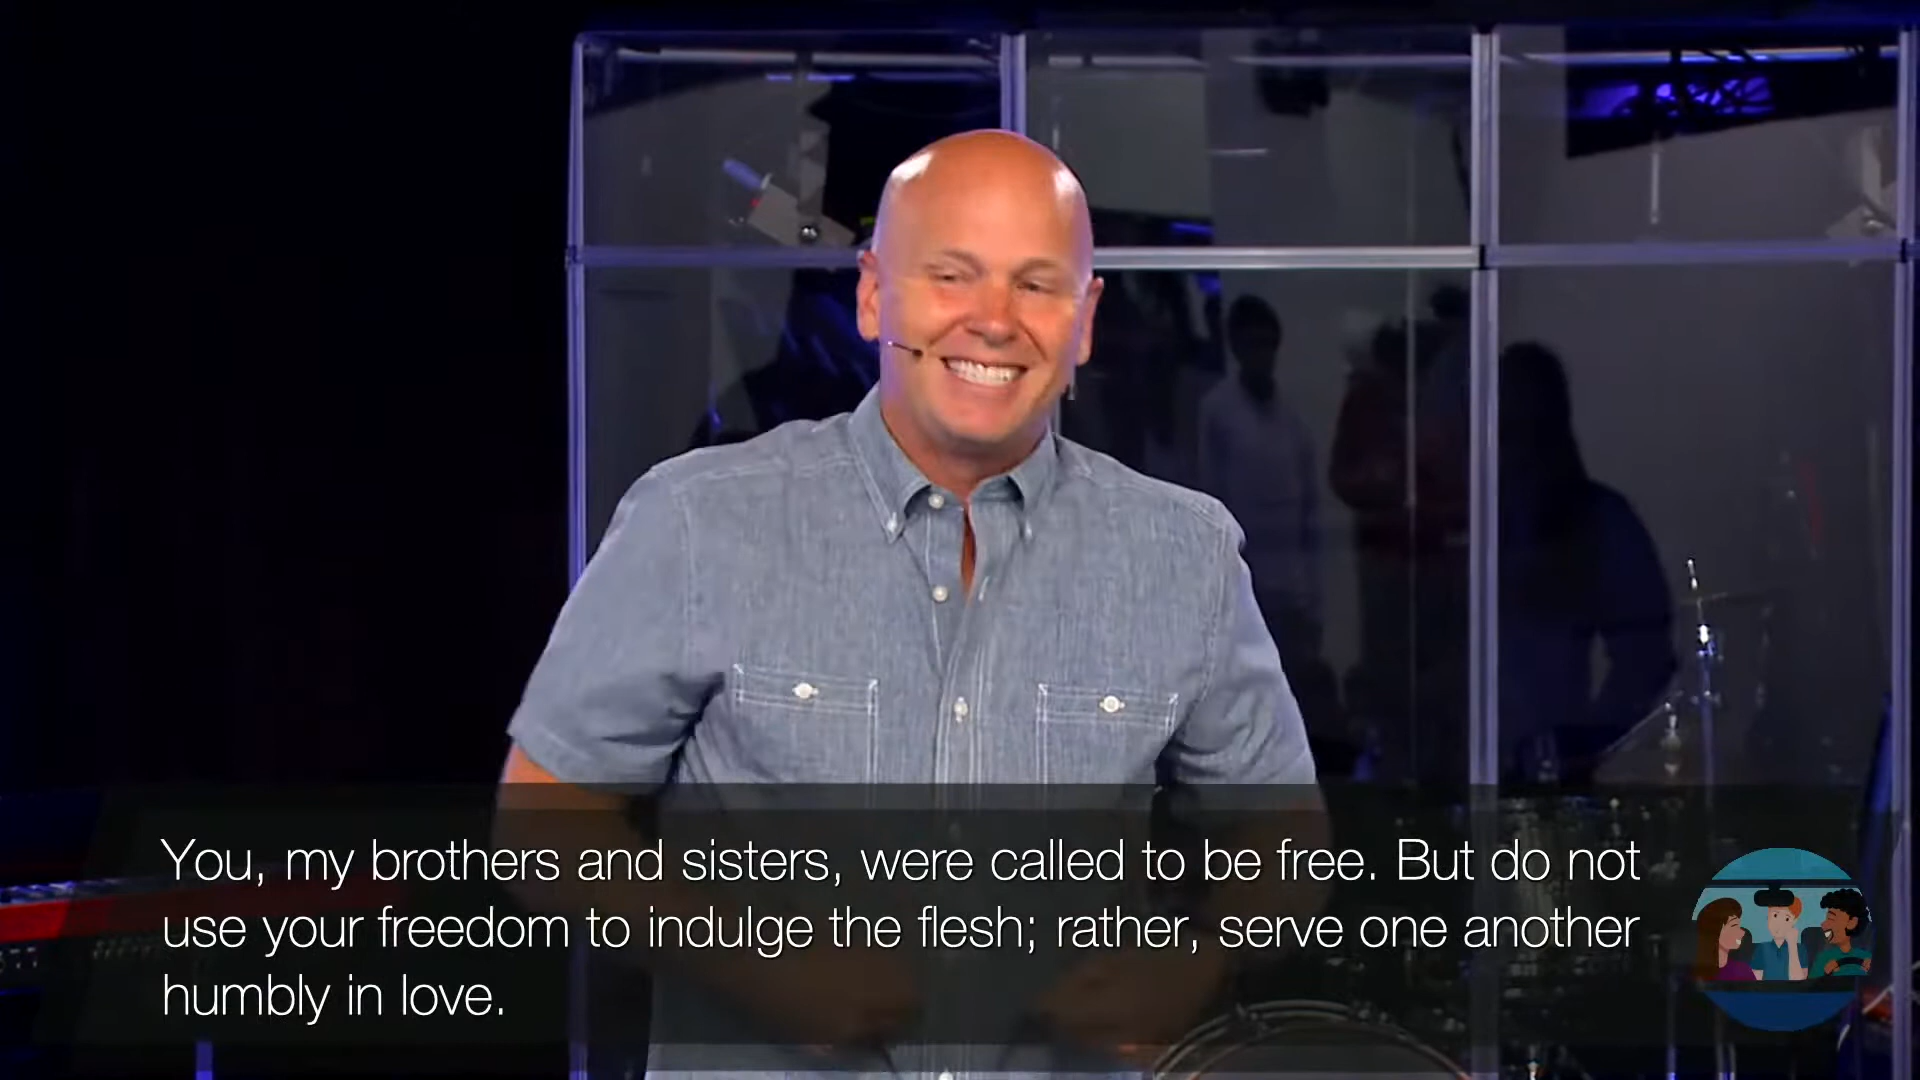 You, my brothers and sisters, were called to be free. But do not
use your freedom to indulge the flesh; rather, serve one another
humbly in love.